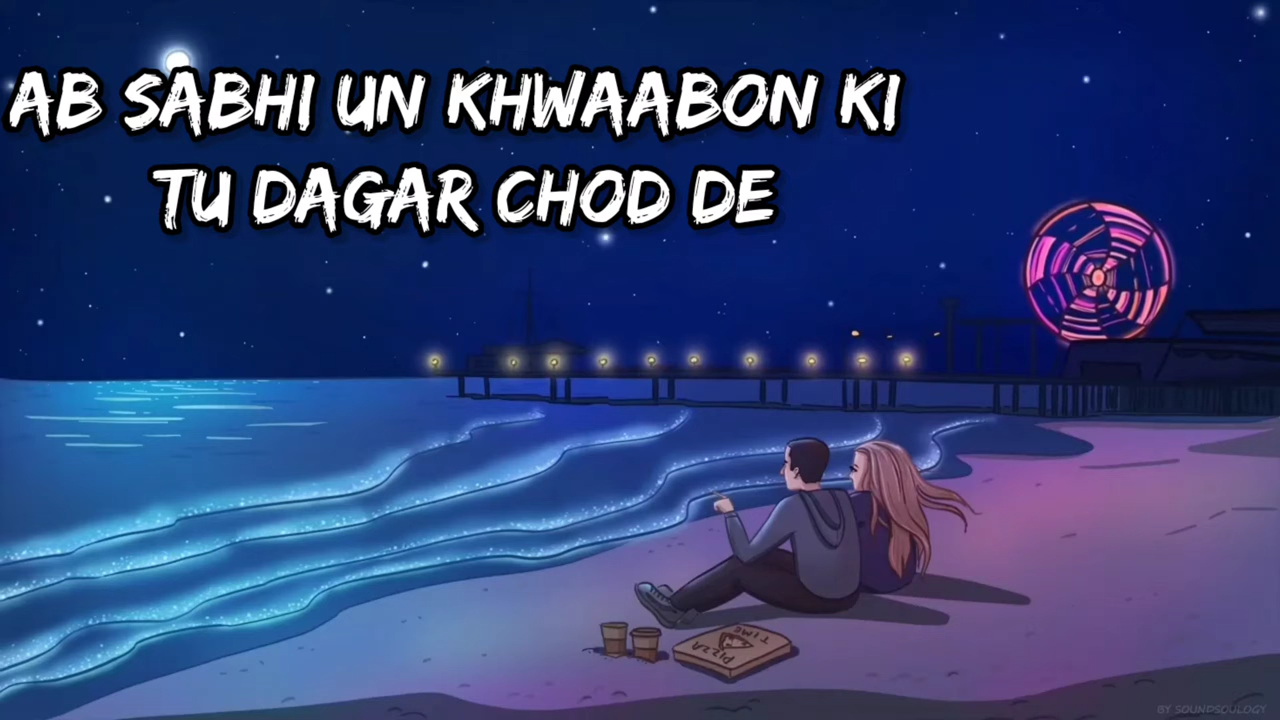 AB SABHI UN KHWAABON KI
TU DAGAR CHOD DE
PIZZA
TIME
BY SOUNDSOULOGY